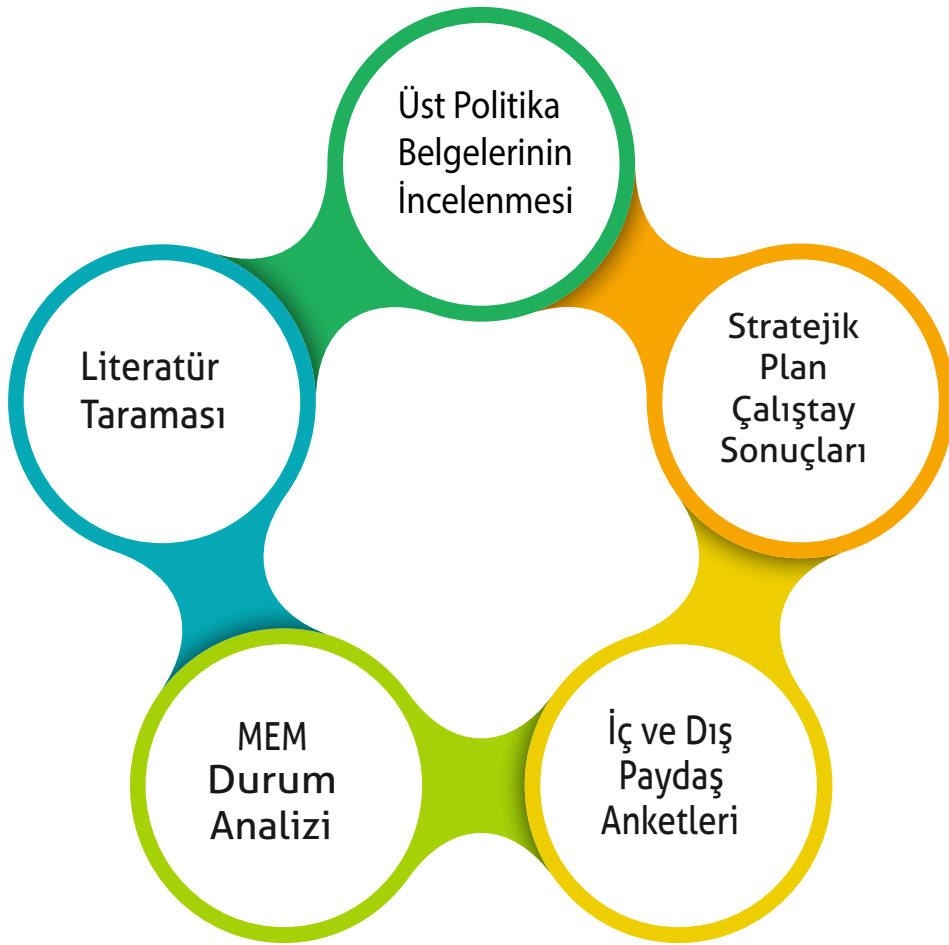 Üst Politika
Belgelerinin
İncelenmesi
Stratejik
Plan
Çalıştay
Sonuçları
Literatür
Taraması
MEM
Durum
Analizi
İç ve Dış
Paydaş
Anketleri